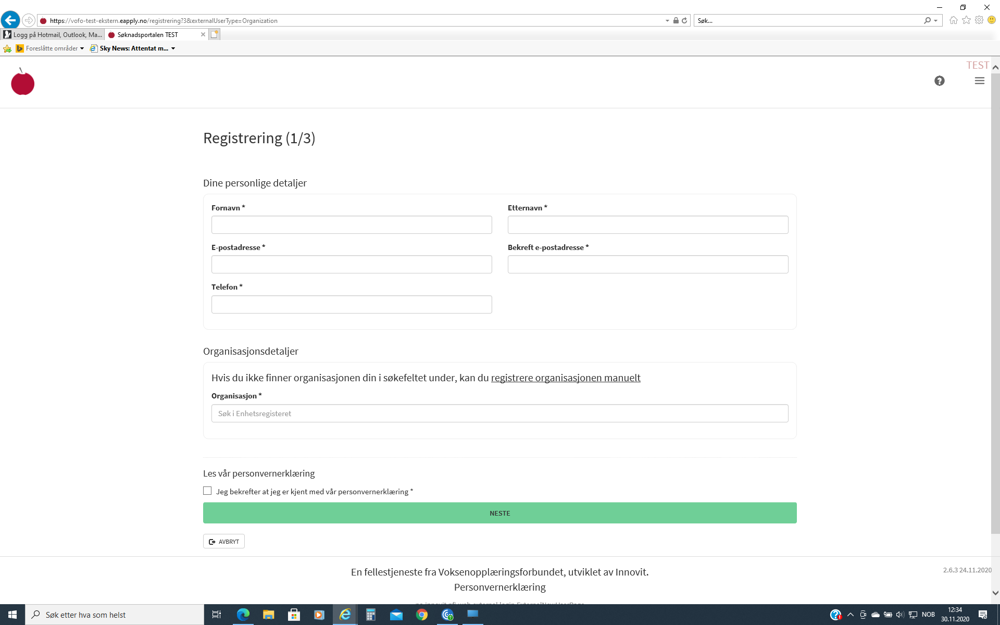 https://vofo-test-ekstern.eapply.no/registrering?3&externalUserType=Organization
Søk...
Logg på Hotmail, Outlook, Ma...
Søknadsportalen TEST
Foreslåtte områder
Sky News: Attentat m...
TEST
Registrering (1/3)
Dine personlige detaljer
Fornavn *
Etternavn *
E-postadresse *
Bekreft e-postadresse *
Telefon *
Organisasjonsdetaljer
Hvis du ikke finner organisasjonen din i søkefeltet under, kan du registrere organisasjonen manuelt
Organisasjon *
Søk i Enhetsregisteret
Les vår personvernerklæring
Jeg bekrefter at jeg er kjent med vår personvernerklæring *
NESTE
AVBRYT
En fellestjeneste fra Voksenopplæringsforbundet, utviklet av Innovit.
2.6.3 24.11.2020
Personvernerklæring
Søk etter hva som helst
NOB
12:34
30.11.2020